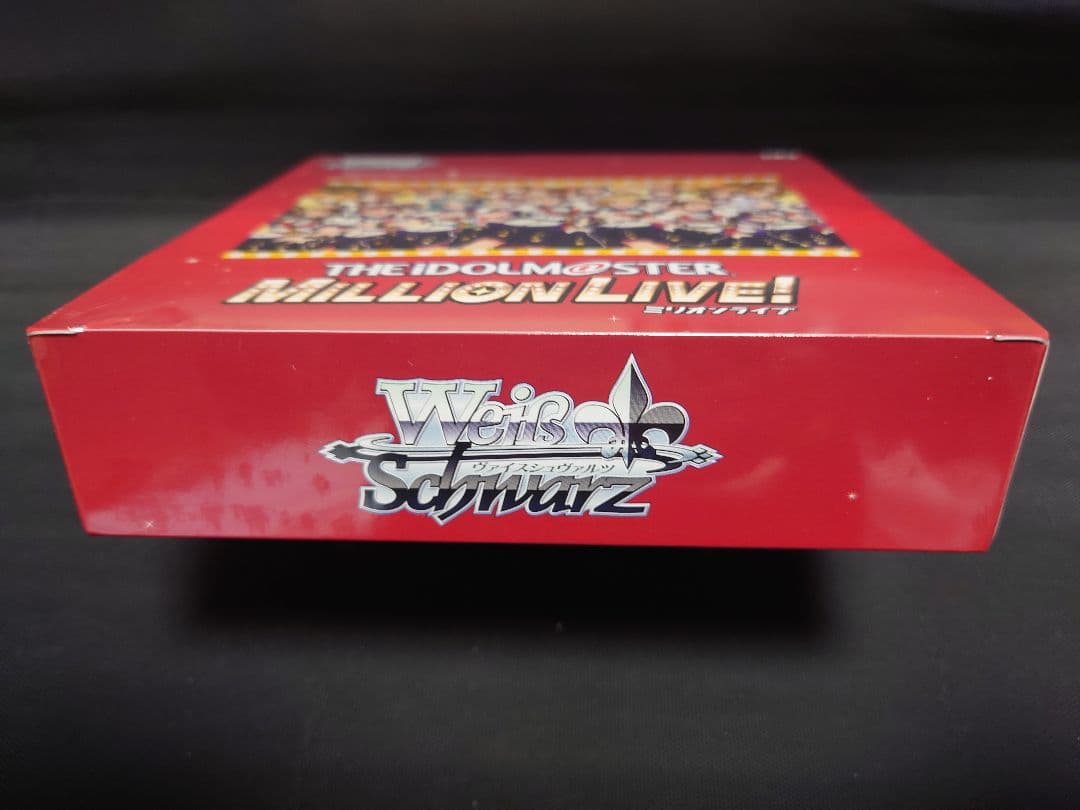 THE IDOLM@STER
MILLION LIVE!
ミリオンライブ
Weiß
ヴァイスシュヴァルツ
Schwarz